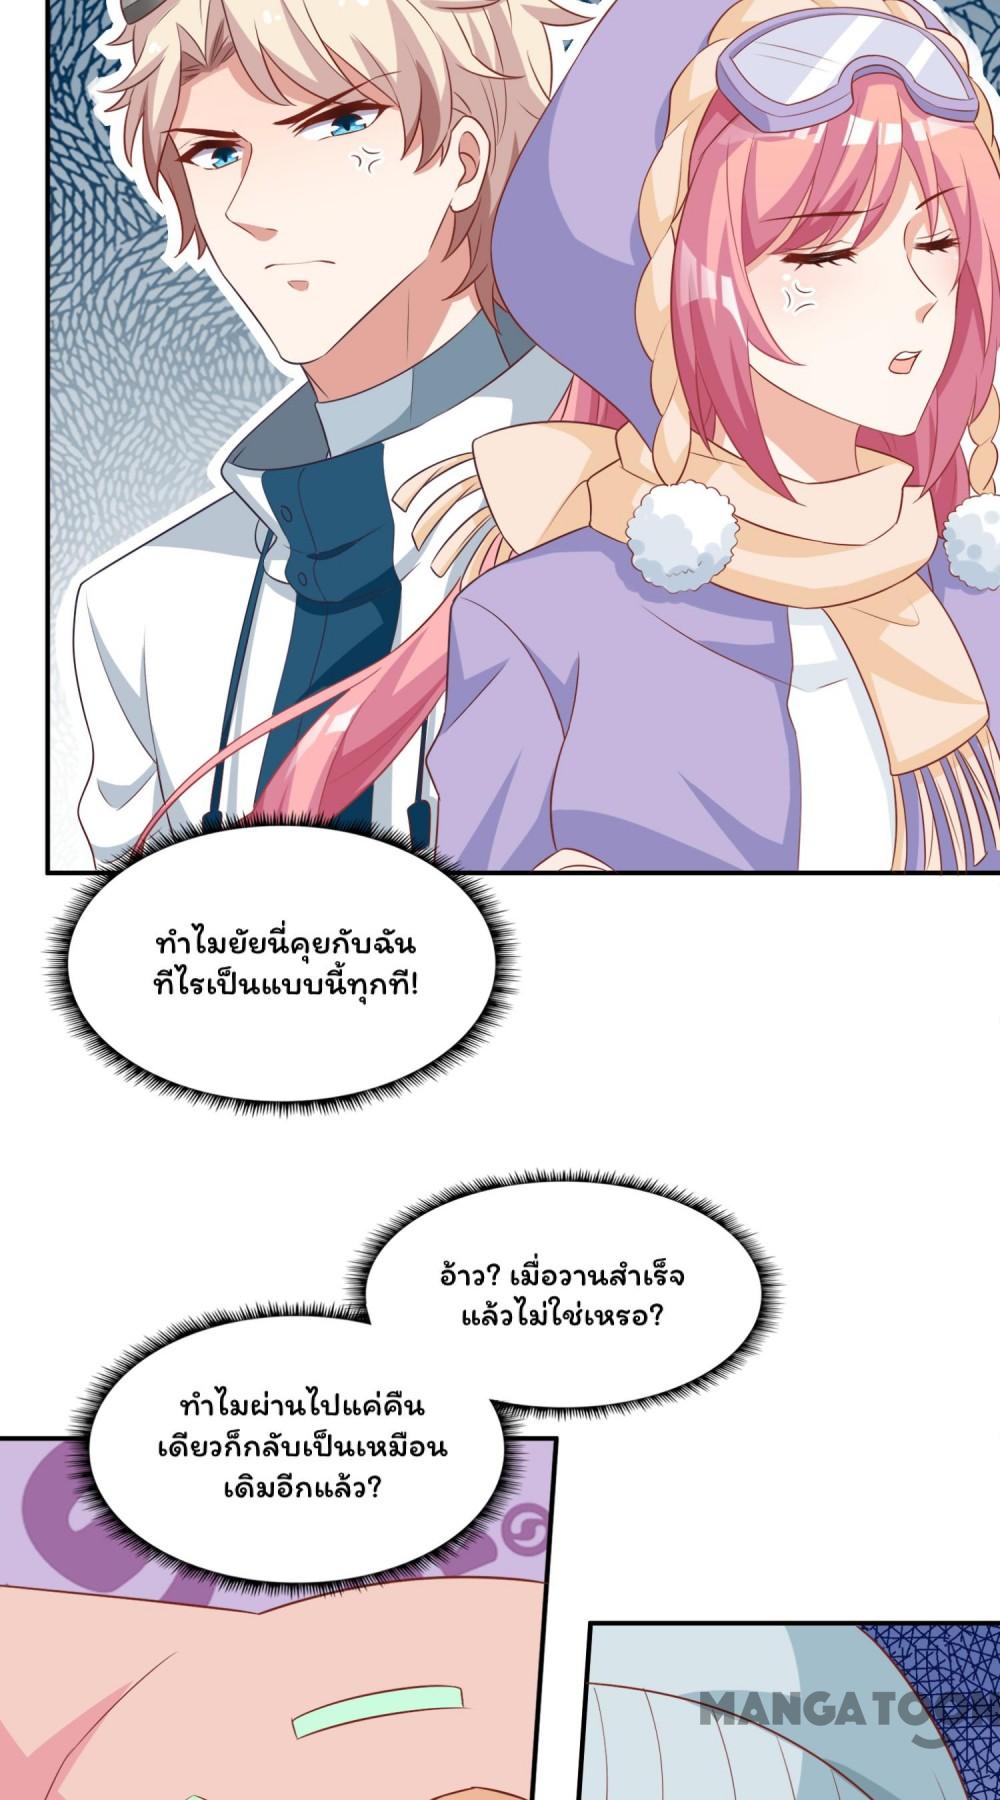 ทำไมยัยนี่คุยกับฉัน
ทีไรเป็นแบบนี้ทุกที!
อ้าว? เมื่อวานสำเร็จ
แล้วไม่ใช่เหรอ?
ทำไมผ่านไปแค่คืน
เดียวก็กลับเป็นเหมือน
เดิมอีกแล้ว?
MANGATOON